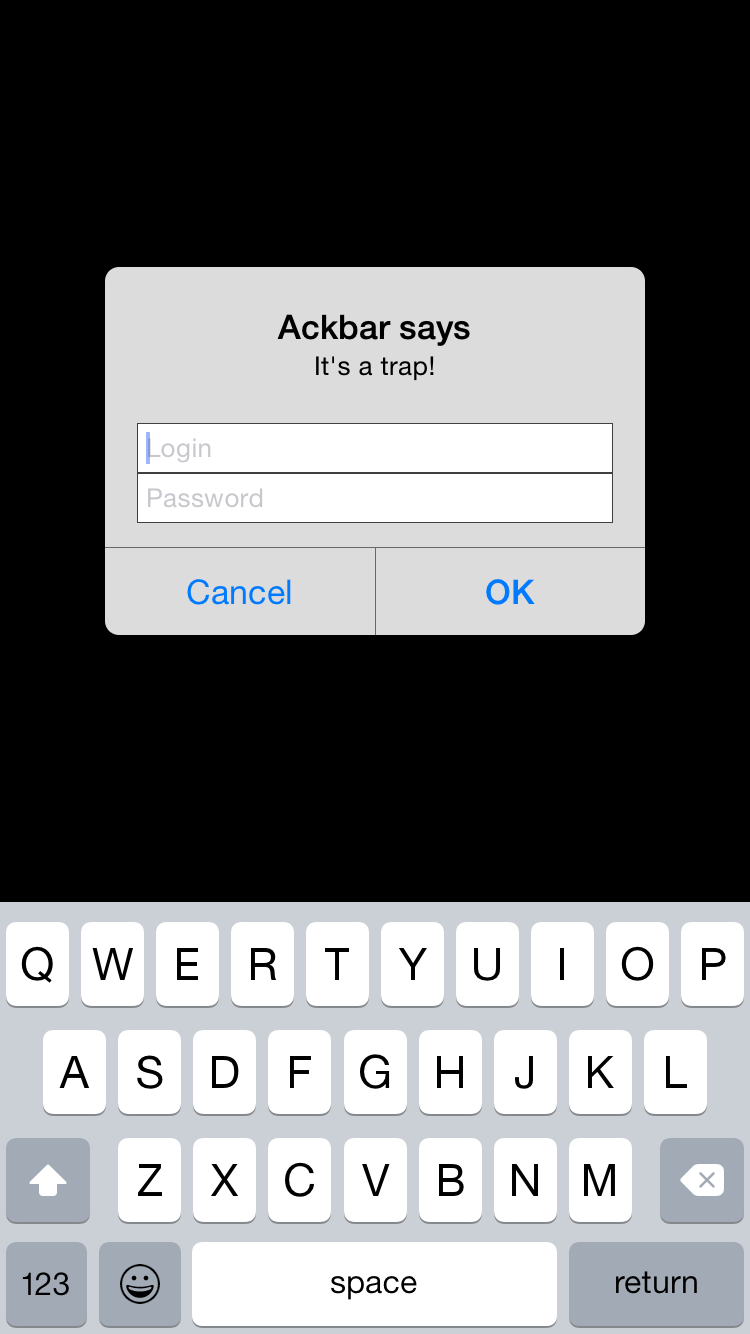 Ackbar says
It's a trap!
Login
Password
Cancel OK
Q W E R T Y U I O P
A S D F G H J K L
Z X C V B N M
123 space return